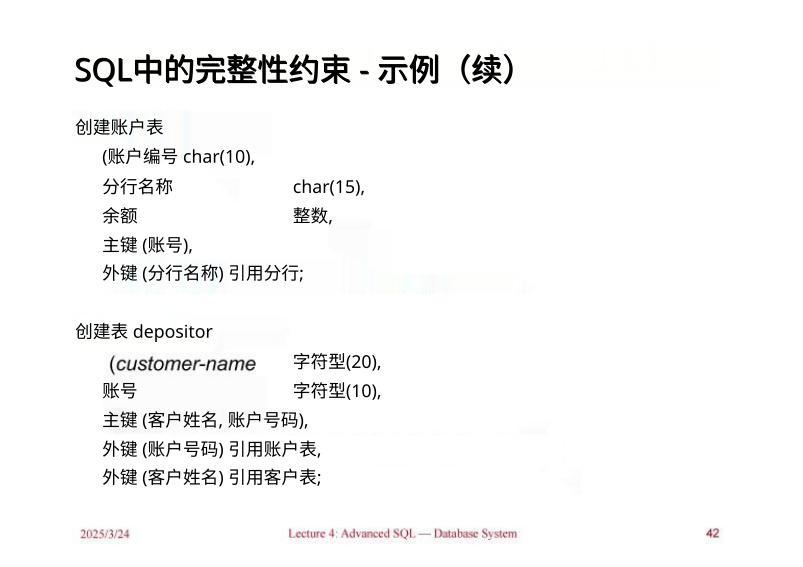 SQL中的完整性约束 - 示例（续）
创建账户表
(账户编号 char(10),
分行名称 char(15),
余额 整数,
主键 (账号),
外键 (分行名称) 引用分行;
创建表 depositor
(customer-name 字符型(20),
账号 字符型(10),
主键 (客户姓名, 账户号码),
外键 (账户号码) 引用账户表,
外键 (客户姓名) 引用客户表;
2025/3/24 Lecture 4: Advanced SQL — Database System 42